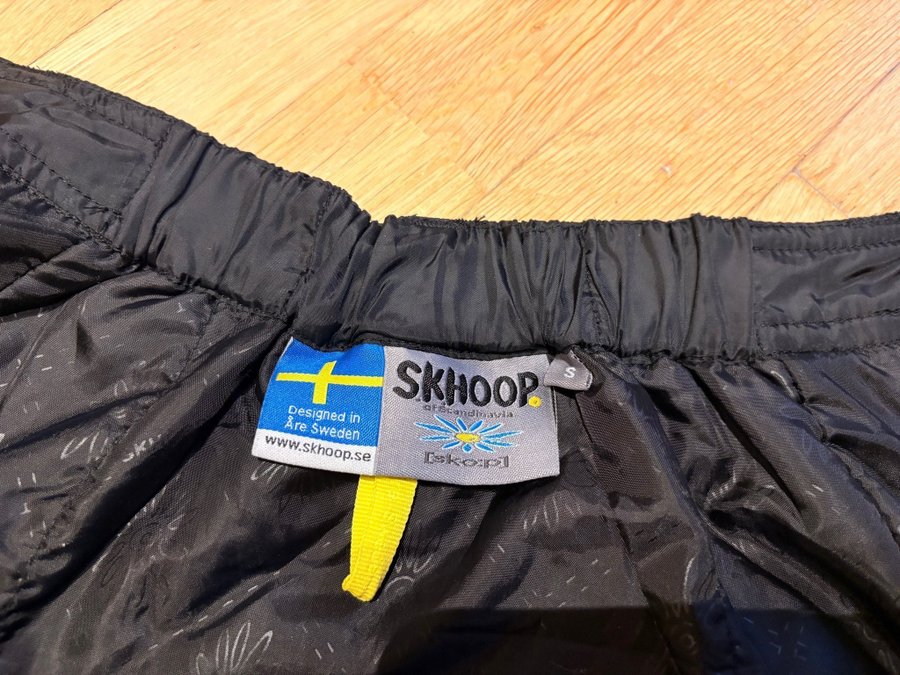 Designed in
Åre Sweden
www.skhoop.se
SKHOOP.
of Scandinavia
[sko:p]
S